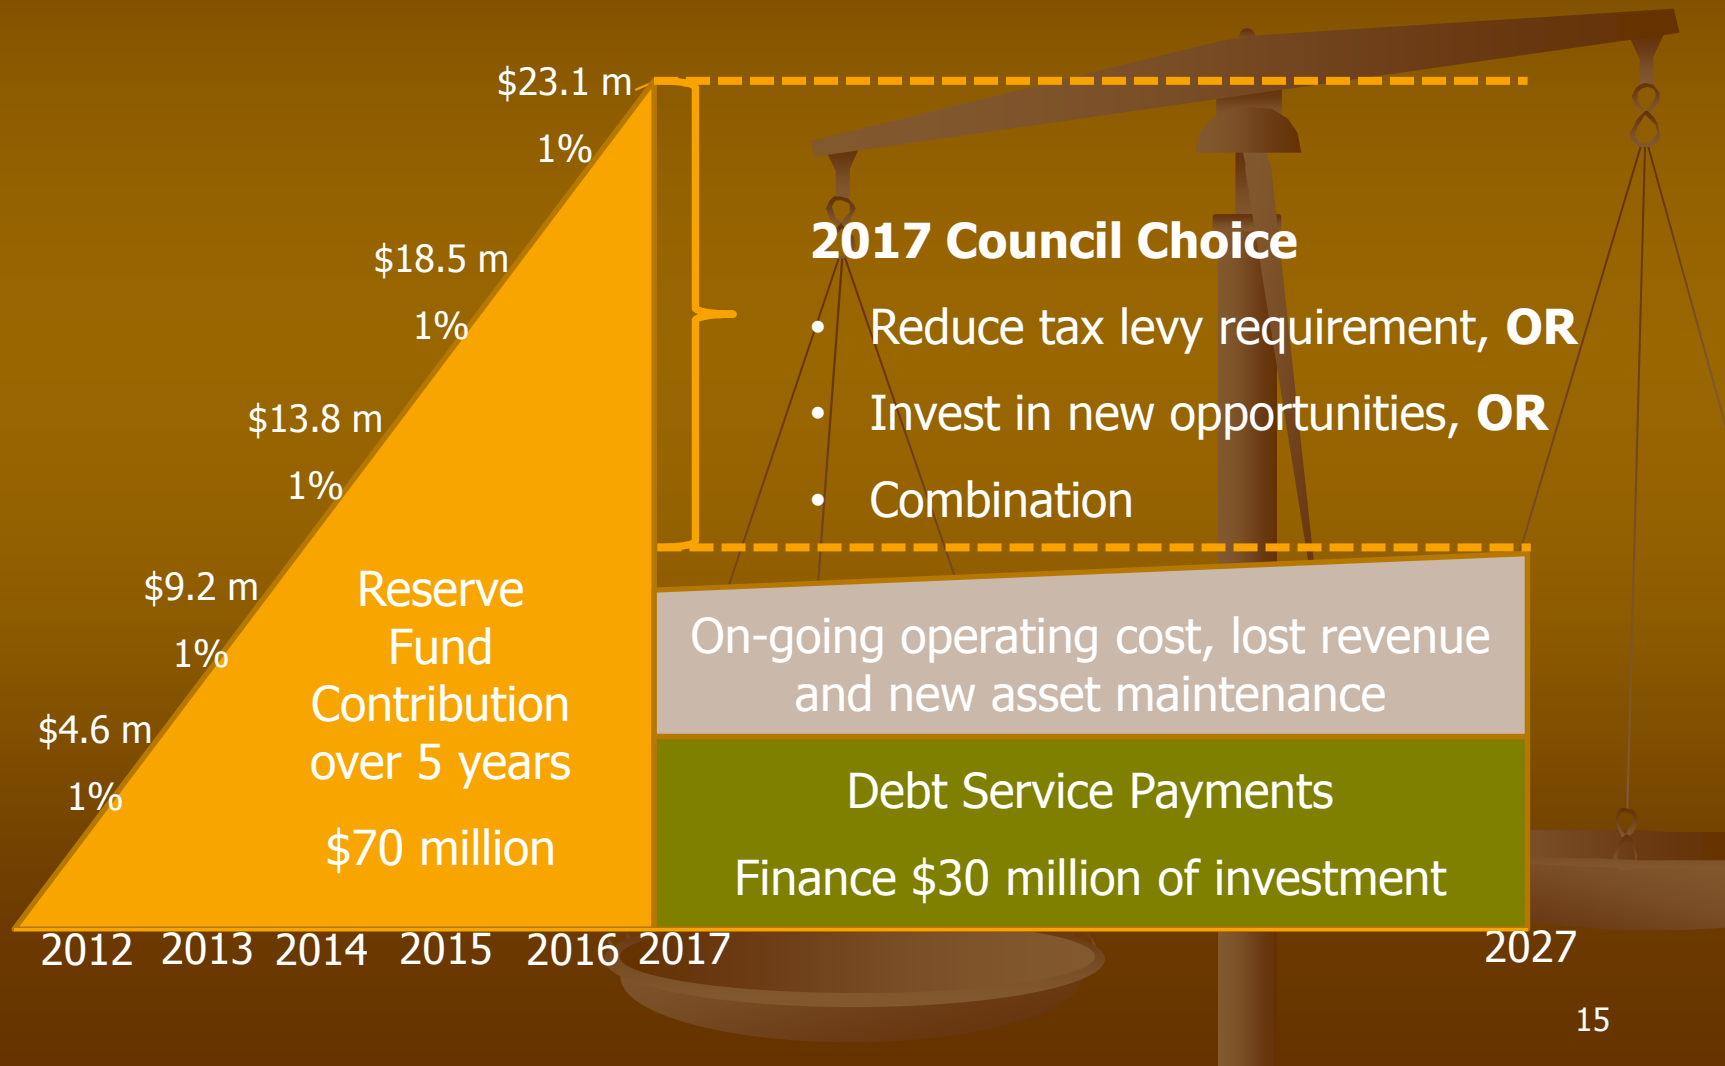 $23.1 m
1%
$18.5 m
1%
$13.8 m
1%
$9.2 m
1%
$4.6 m
1%
Reserve
Fund
Contribution
over 5 years
$70 million
2017 Council Choice
• Reduce tax levy requirement, OR
• Invest in new opportunities, OR
• Combination
On-going operating cost, lost revenue
and new asset maintenance
Debt Service Payments
Finance $30 million of investment
2012 2013 2014 2015 2016 2017 2027
15